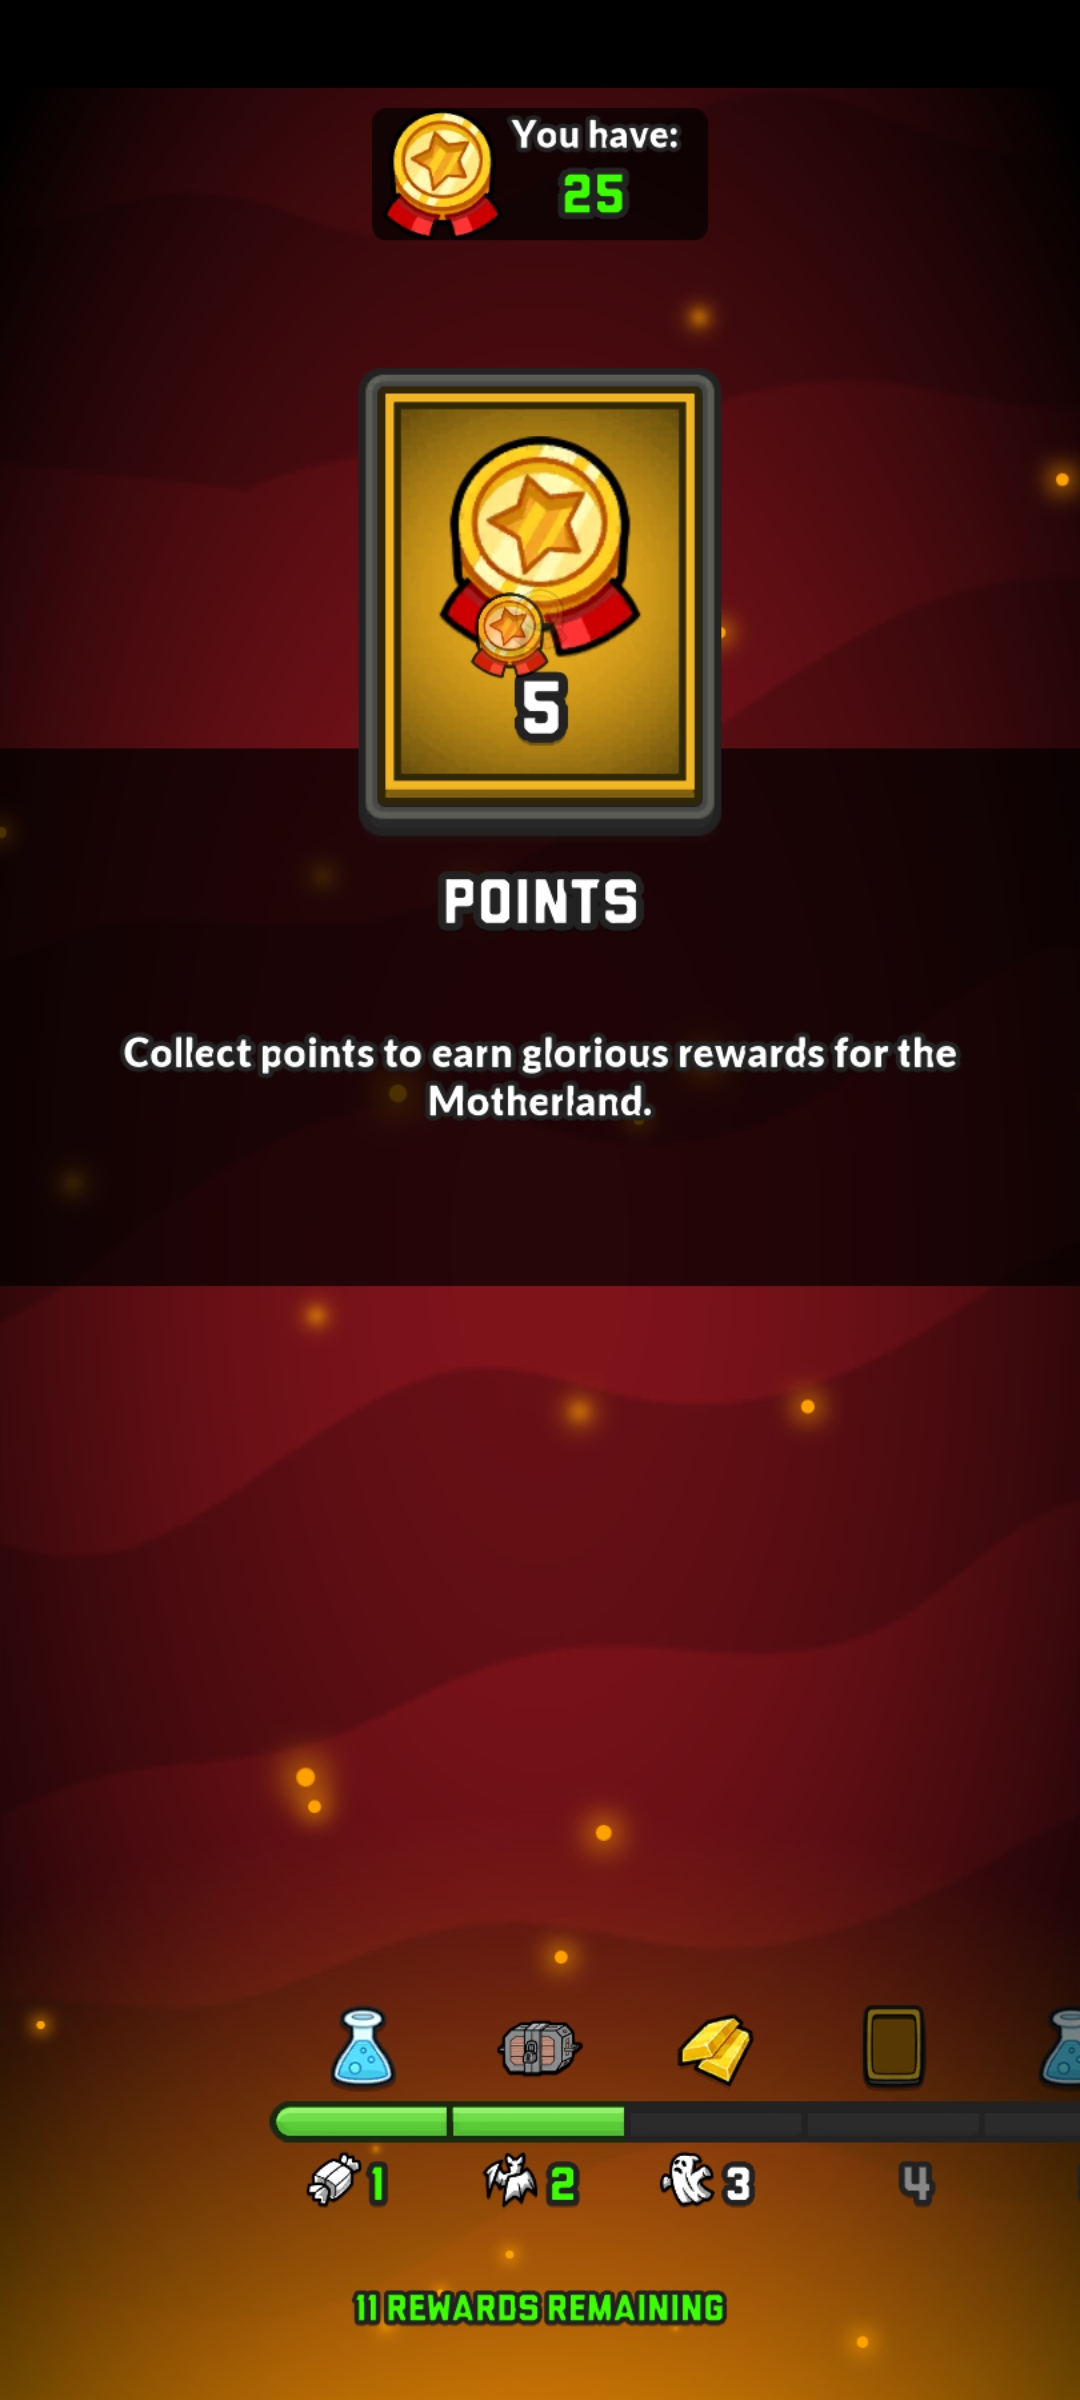 You have:
25
5
POINTS
Collect points to earn glorious rewards for the
Motherland.
1 2 3 4
11 REWARDS REMAINING